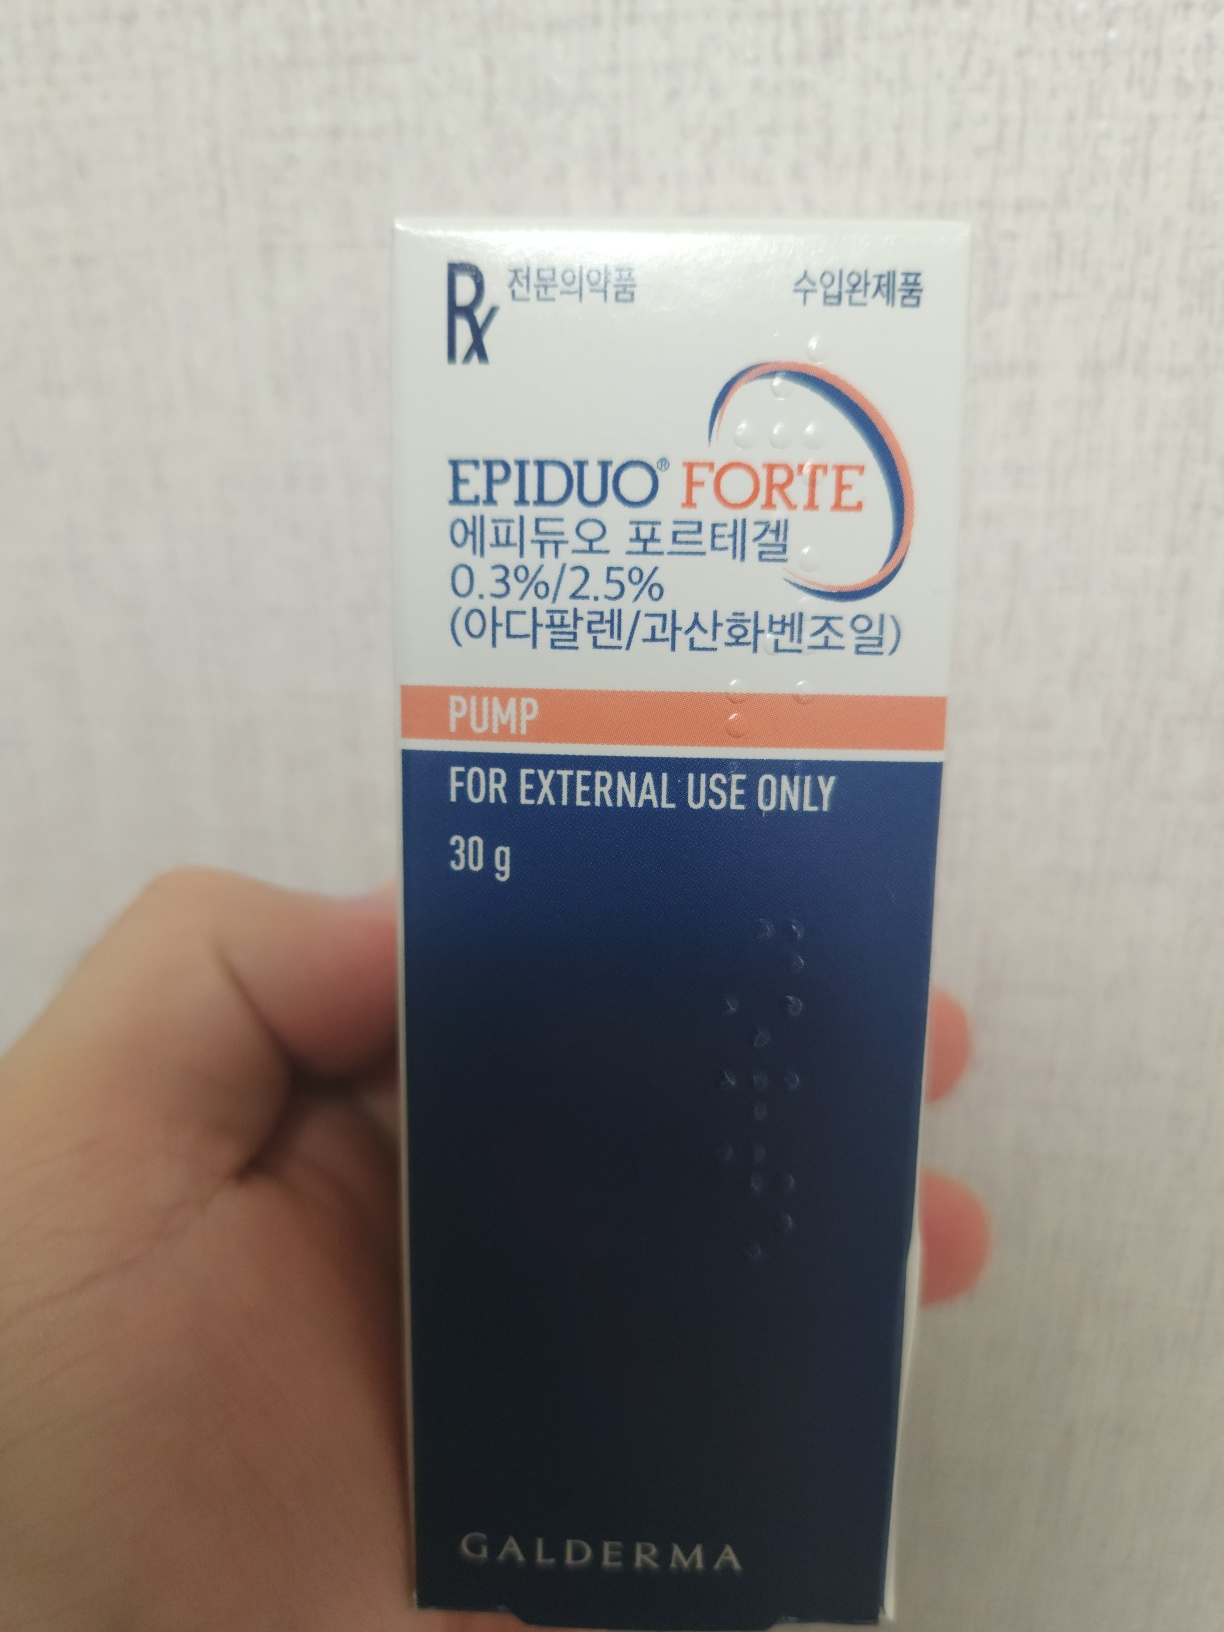 Rx 전문의약품 수입완제품
EPIDUO® FORTE
에피듀오 포르테겔
0.3%/2.5%
(아다팔렌/과산화벤조일)
PUMP
FOR EXTERNAL USE ONLY
30 g
GALDERMA